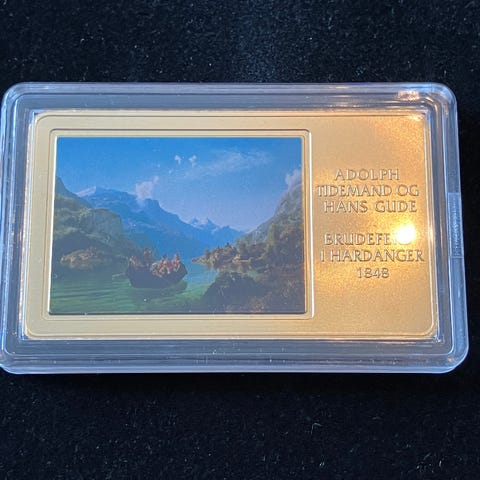 ADOLPH
TIDEMAND OG
HANS GUDE
I HARDANGER
1848